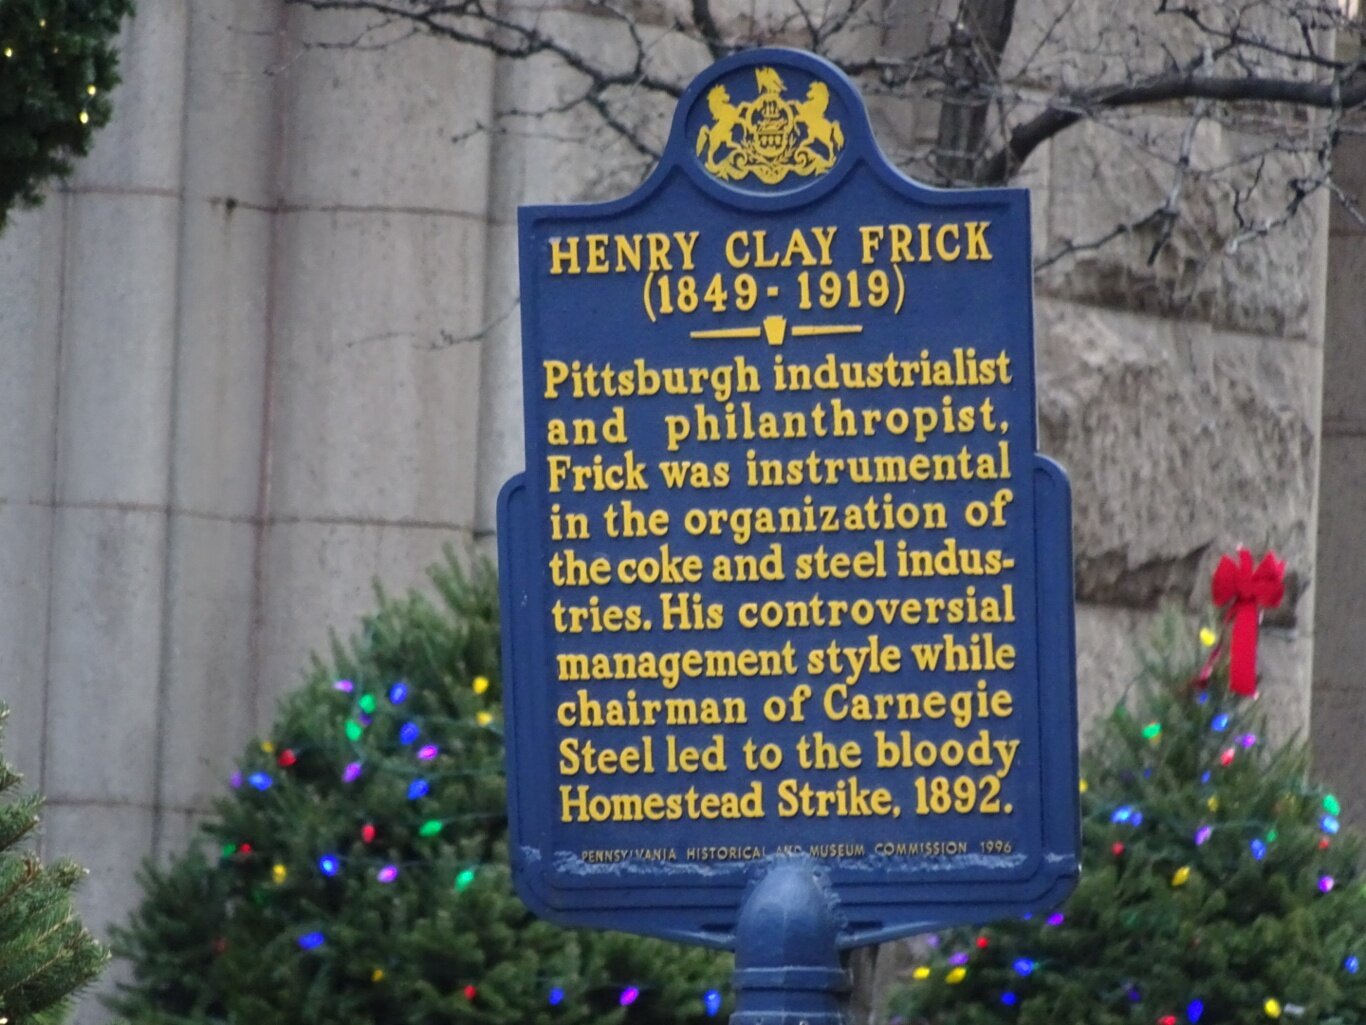 HENRY CLAY FRICK
(1849 - 1919)
Pittsburgh industrialist
and philanthropist,
Frick was instrumental
in the organization of
the coke and steel indus-
tries. His controversial
management style while
chairman of Carnegie
Steel led to the bloody
Homestead Strike, 1892.
PENNSYLVANIA HISTORICAL AND MUSEUM COMMISSION 1996